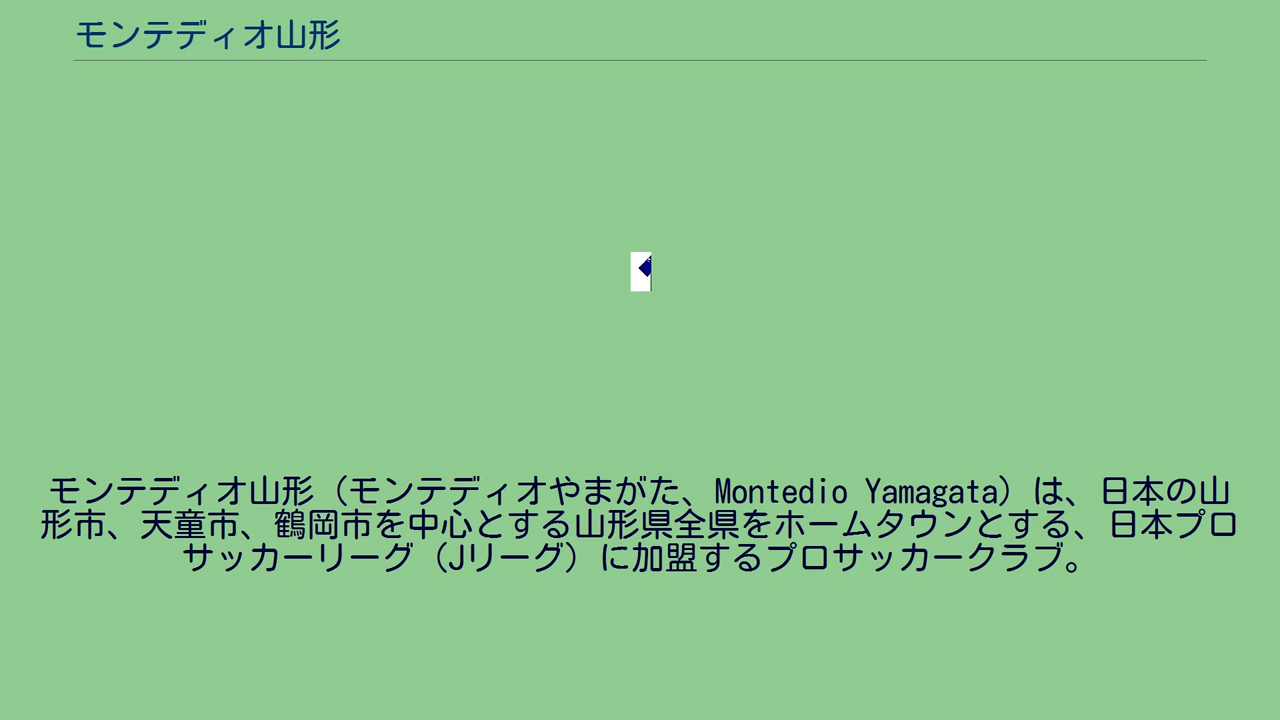 モンテディオ山形
モンテディオ山形（モンテディオやまがた、Montedio Yamagata）は、日本の山
形市、天童市、鶴岡市を中心とする山形県全県をホームタウンとする、日本プロ
サッカーリーグ（Jリーグ）に加盟するプロサッカークラブ。